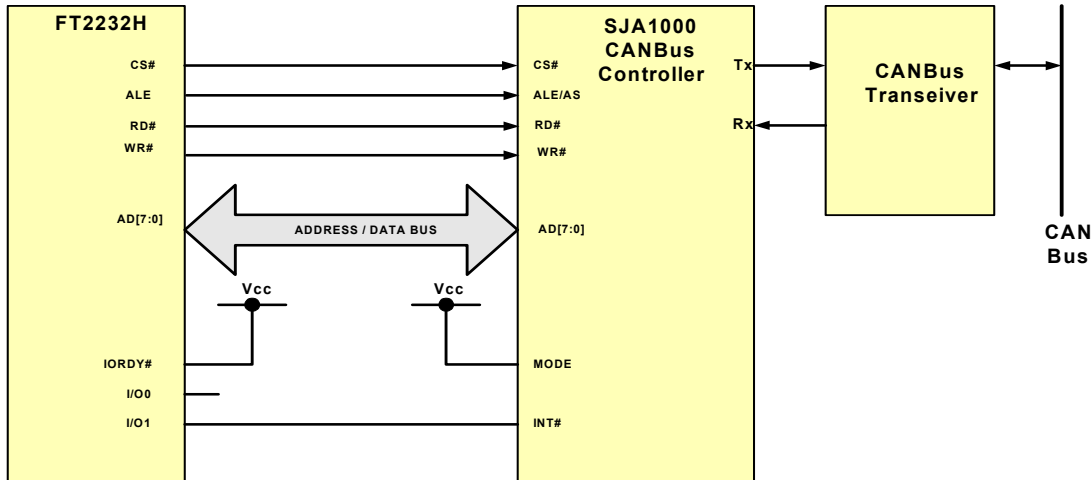 FT2232H
CS#
ALE
RD#
WR#
AD[7:0]
IORDY#
I/O0
I/O1
ADDRESS / DATA BUS
Vcc
Vcc
SJA1000
CANBus
Controller
CS#
ALE/AS
RD#
WR#
AD[7:0]
MODE
INT#
Tx
Rx
CANBus
Transeiver
CAN
Bus